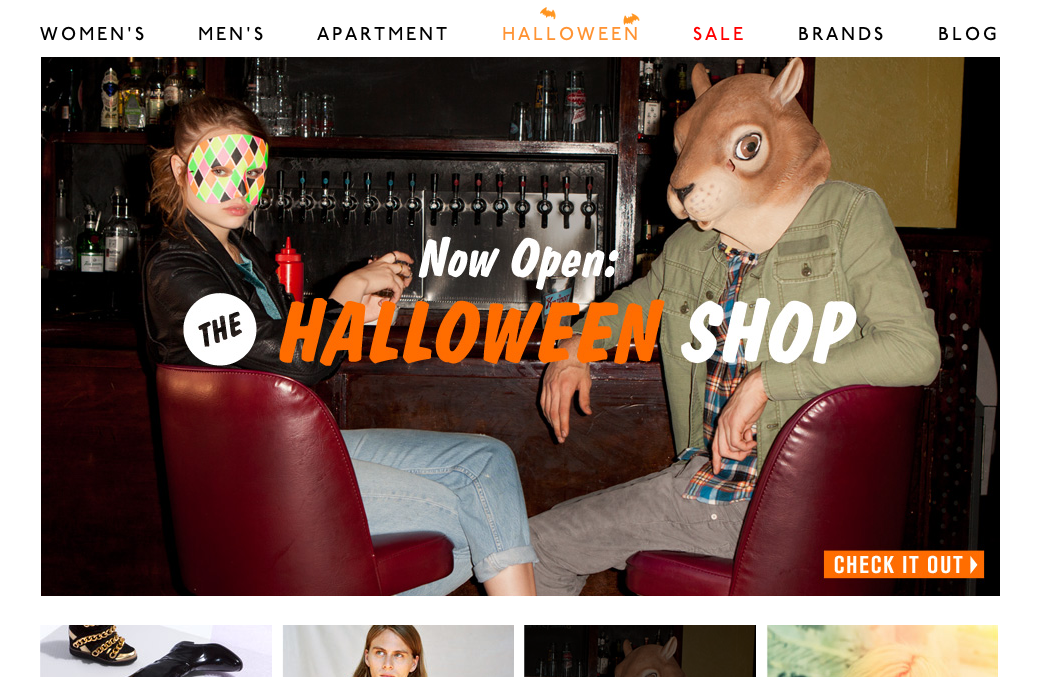 WOMEN'S MEN'S APARTMENT HALLOWEEN SALE BRANDS BLOG
Now Open:
THE HALLOWEEN SHOP
CHECK IT OUT